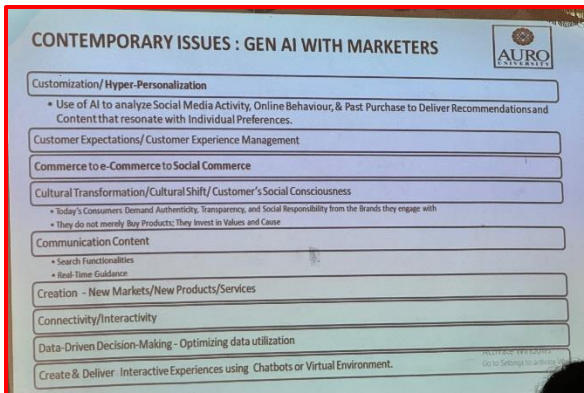 CONTEMPORARY ISSUES : GEN AI WITH MARKETERS
AURO
UNIVERSITY
Customization/ Hyper-Personalization
• Use of AI to analyze Social Media Activity, Online Behaviour, & Past Purchase to Deliver Recommendations and
Content that resonate with Individual Preferences.
Customer Expectations/ Customer Experience Management
Commerce to e-Commerce to Social Commerce
Cultural Transformation/Cultural Shift/ Customer's Social Consciousness
• Today's Consumers Demand Authenticity, Transparency, and Social Responsibility from the Brands they engage with
• They do not merely Buy Products; They Invest in Values and Cause
Communication Content
• Search Functionalities
• Real-Time Guidance
Creation - New Markets/New Products/Services
Connectivity/Interactivity
Data-Driven Decision-Making - Optimizing data utilization
Activate Windows
Go to Settings to activate
Create & Deliver Interactive Experiences using Chatbots or Virtual Environment.